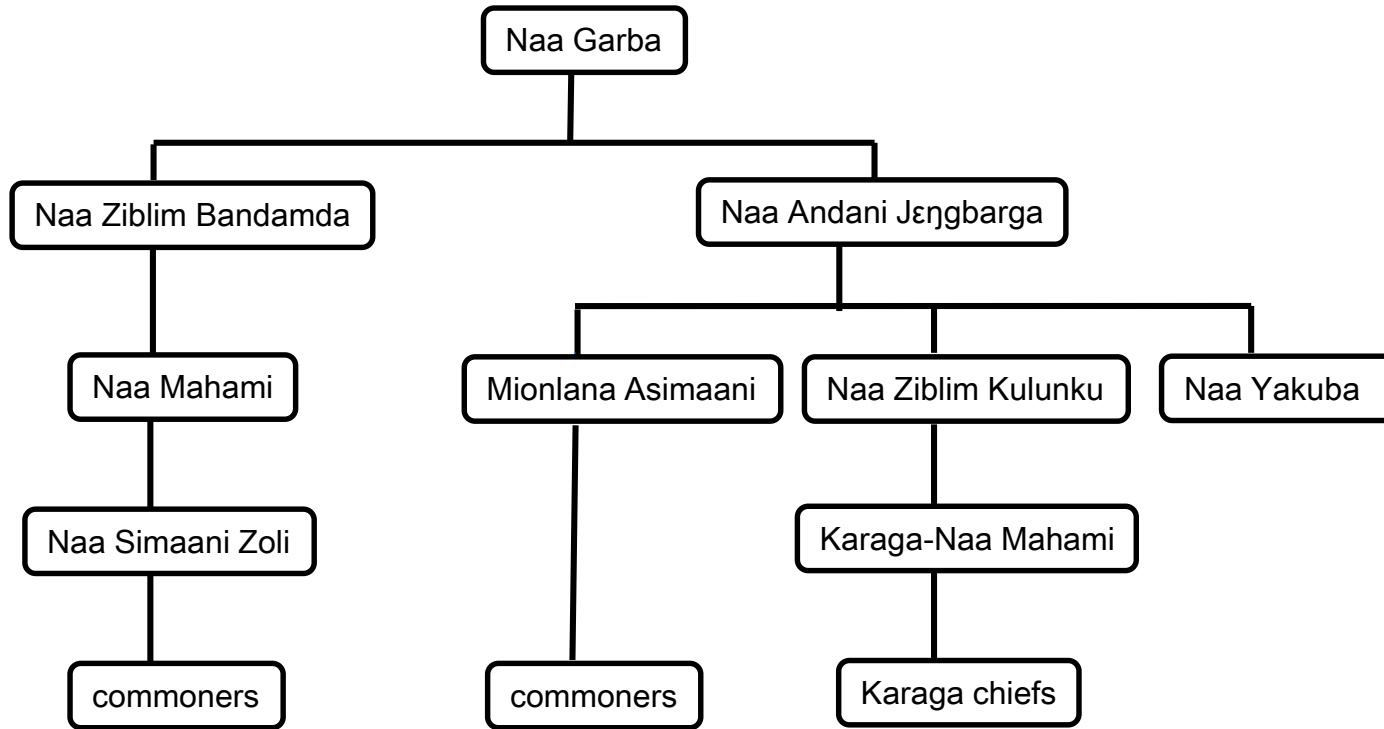 Naa Garba
Naa Ziblim Bandamda
Naa Andani Jɛŋgbarga
Naa Mahami
Mionlana Asimaani
Naa Ziblim Kulunku
Naa Yakuba
Naa Simaani Zoli
Karaga-Naa Mahami
commoners
commoners
Karaga chiefs